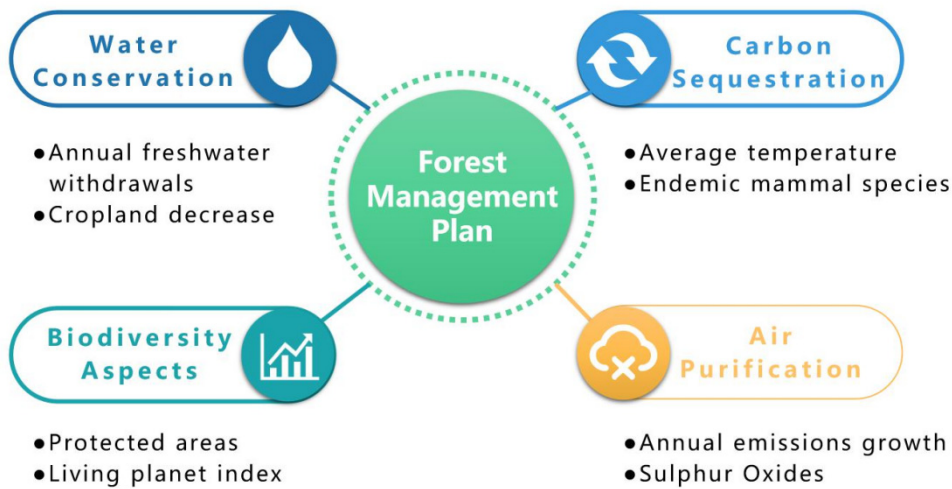 Water
Conservation
●Annual freshwater
withdrawals
●Cropland decrease
Carbon
Sequestration
●Average temperature
●Endemic mammal species
Forest
Management
Plan
Biodiversity
Aspects
●Protected areas
●Living planet index
Air
Purification
●Annual emissions growth
●Sulphur Oxides